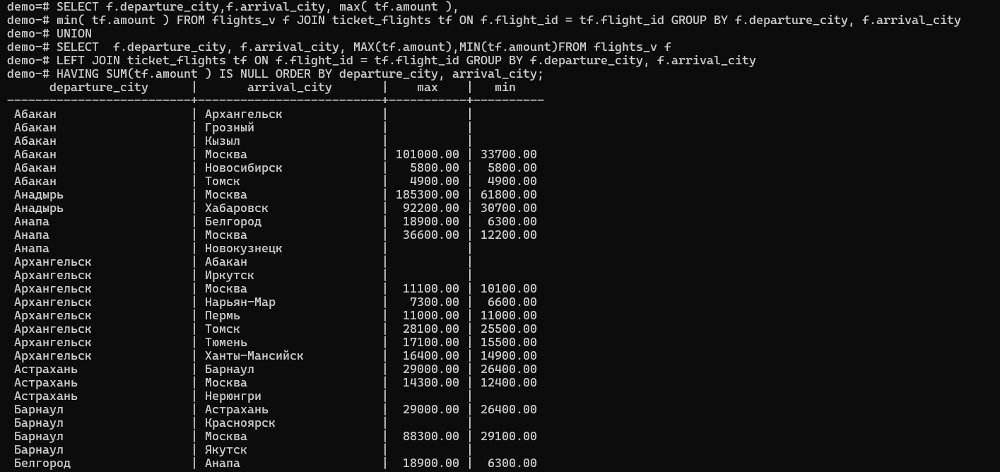 demo=# SELECT f.departure_city,f.arrival_city, max( tf.amount ),
demo-# min( tf.amount ) FROM flights_v f JOIN ticket_flights tf ON f.flight_id = tf.flight_id GROUP BY f.departure_city, f.arrival_city
demo-# UNION
demo-# SELECT  f.departure_city, f.arrival_city, MAX(tf.amount),MIN(tf.amount)FROM flights_v f
demo-# LEFT JOIN ticket_flights tf ON f.flight_id = tf.flight_id GROUP BY f.departure_city, f.arrival_city
demo-# HAVING SUM(tf.amount ) IS NULL ORDER BY departure_city, arrival_city;
      departure_city      |       arrival_city        |    max    |   min
--------------------------+--------------------------+-----------+----------
 Абакан                   | Архангельск              |           |
 Абакан                   | Грозный                  |           |
 Абакан                   | Кызыл                    |           |
 Абакан                   | Москва                   | 101000.00 | 33700.00
 Абакан                   | Новосибирск              |   5800.00 |  5800.00
 Абакан                   | Томск                    |   4900.00 |  4900.00
 Анадырь                  | Москва                   | 185300.00 | 61800.00
 Анадырь                  | Хабаровск                |  92200.00 | 30700.00
 Анапа                    | Белгород                 |  18900.00 |  6300.00
 Анапа                    | Москва                   |  36600.00 | 12200.00
 Анапа                    | Новокузнецк              |           |
 Архангельск              | Абакан                   |           |
 Архангельск              | Иркутск                  |           |
 Архангельск              | Москва                   |  11100.00 | 10100.00
 Архангельск              | Нарьян-Мар               |   7300.00 |  6600.00
 Архангельск              | Пермь                    |  11000.00 | 11000.00
 Архангельск              | Томск                    |  28100.00 | 25500.00
 Архангельск              | Тюмень                   |  17100.00 | 15500.00
 Архангельск              | Ханты-Мансийск           |  16400.00 | 14900.00
 Астрахань                | Барнаул                  |  29000.00 | 26400.00
 Астрахань                | Москва                   |  14300.00 | 12400.00
 Астрахань                | Нерюнгри                 |           |
 Барнаул                  | Астрахань                |  29000.00 | 26400.00
 Барнаул                  | Красноярск               |           |
 Барнаул                  | Москва                   |  88300.00 | 29100.00
 Барнаул                  | Якутск                   |           |
 Белгород                 | Анапа                    |  18900.00 |  6300.00